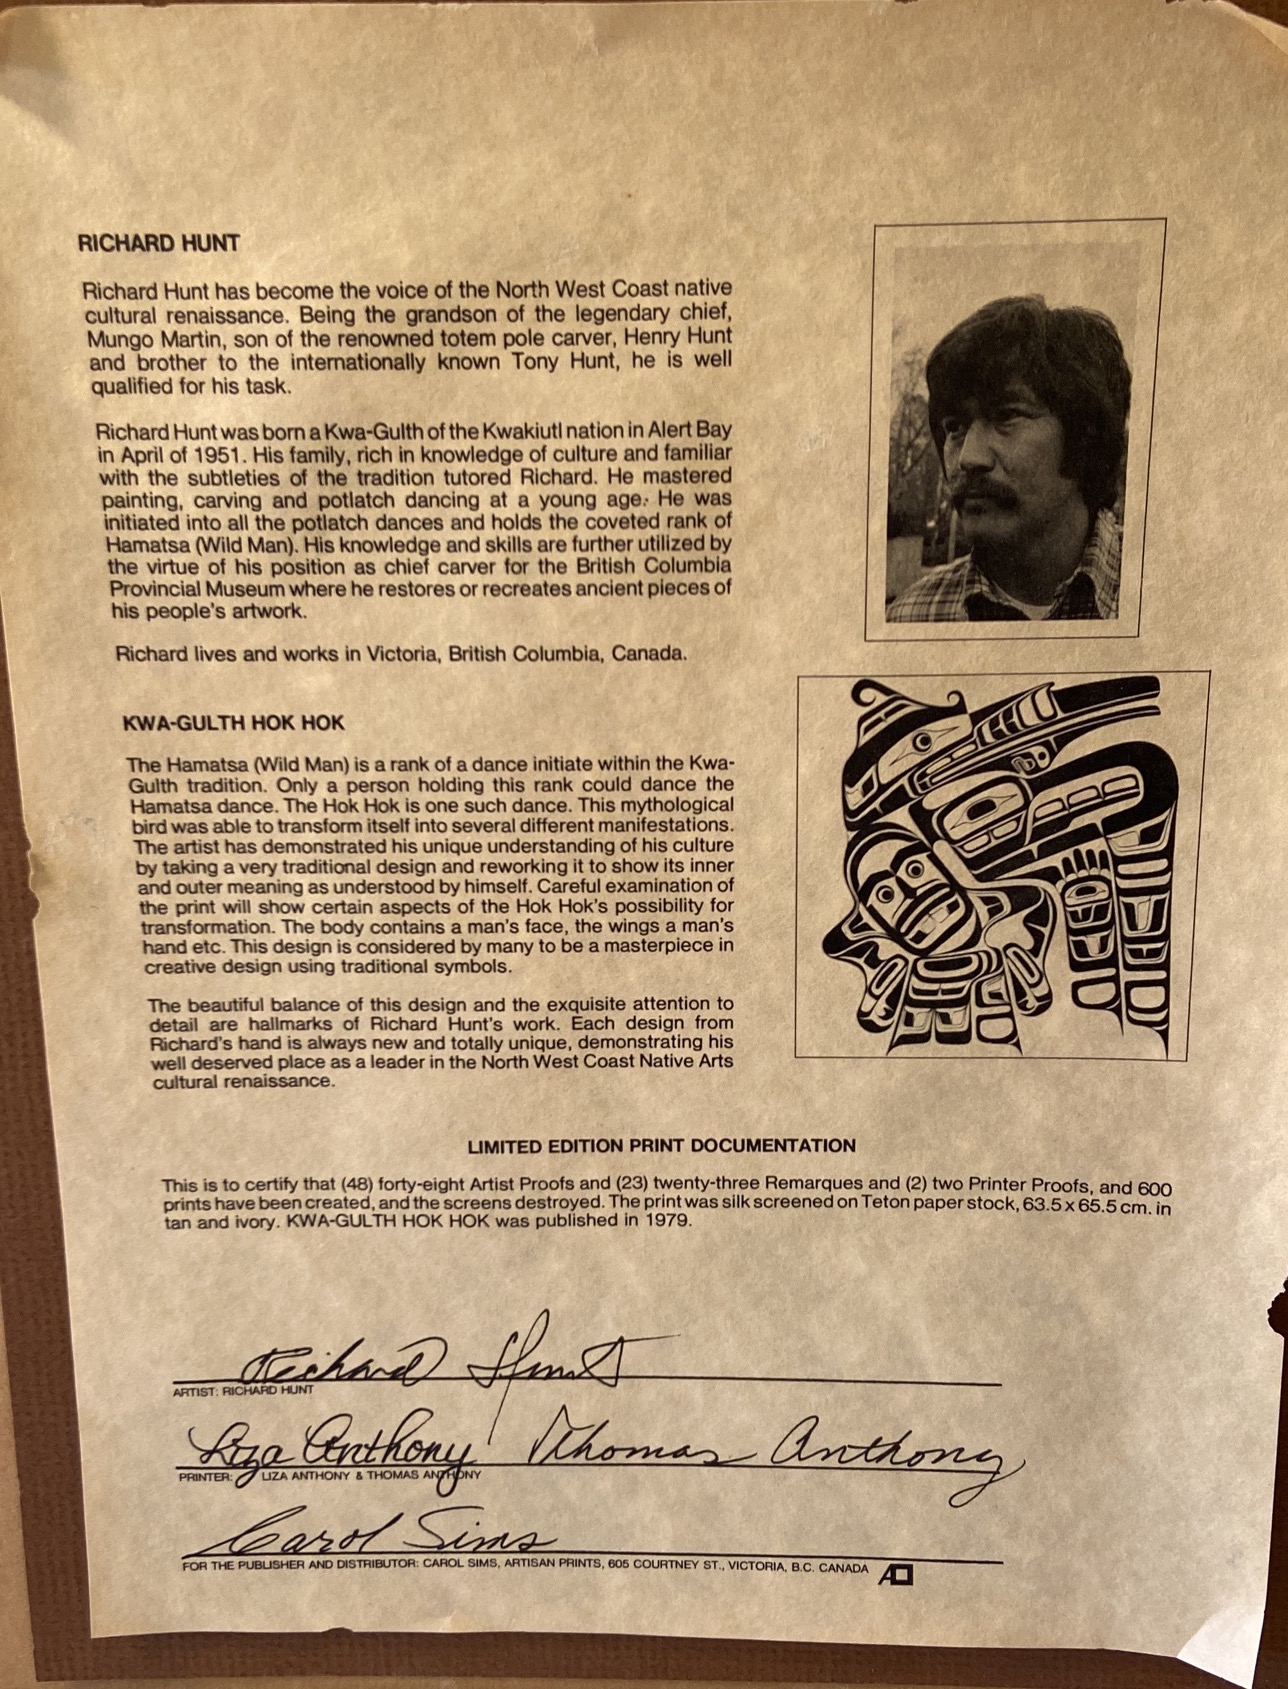 RICHARD HUNT
Richard Hunt has become the voice of the North West Coast native
cultural renaissance. Being the grandson of the legendary chief,
Mungo Martin, son of the renowned totem pole carver, Henry Hunt
and brother to the internationally known Tony Hunt, he is well
qualified for his task.
Richard Hunt was born a Kwa-Gulth of the Kwakiutl nation in Alert Bay
in April of 1951. His family, rich in knowledge of culture and familiar
with the subtleties of the tradition tutored Richard. He mastered
painting, carving and potlatch dancing at a young age. He was
initiated into all the potlatch dances and holds the coveted rank of
Hamatsa (Wild Man). His knowledge and skills are further utilized by
the virtue of his position as chief carver for the British Columbia
Provincial Museum where he restores or recreates ancient pieces of
his people's artwork.
Richard lives and works in Victoria, British Columbia, Canada.
KWA-GULTH HOK HOK
The Hamatsa (Wild Man) is a rank of a dance initiate within the Kwa-
Gulth tradition. Only a person holding this rank could dance the
Hamatsa dance. The Hok Hok is one such dance. This mythological
bird was able to transform itself into several different manifestations.
The artist has demonstrated his unique understanding of his culture
by taking a very traditional design and reworking it to show its inner
and outer meaning as understood by himself. Careful examination of
the print will show certain aspects of the Hok Hok's possibility for
transformation. The body contains a man's face, the wings a man's
hand etc. This design is considered by many to be a masterpiece in
creative design using traditional symbols.
The beautiful balance of this design and the exquisite attention to
detail are hallmarks of Richard Hunt's work. Each design from
Richard's hand is always new and totally unique, demonstrating his
well deserved place as a leader in the North West Coast Native Arts
cultural renaissance.
LIMITED EDITION PRINT DOCUMENTATION
This is to certify that (48) forty-eight Artist Proofs and (23) twenty-three Remarques and (2) two Printer Proofs, and 600
prints have been created, and the screens destroyed. The print was silk screened on Teton paper stock, 63.5 x 65.5 cm. in
tan and ivory. KWA-GULTH HOK HOK was published in 1979.
Richard Hunt
ARTIST: RICHARD HUNT
Liza Anthony Thomas Anthony
PRINTER: LIZA ANTHONY & THOMAS ANTHONY
Carol Sims
FOR THE PUBLISHER AND DISTRIBUTOR: CAROL SIMS, ARTISAN PRINTS, 605 COURTNEY ST., VICTORIA, B.C. CANADA